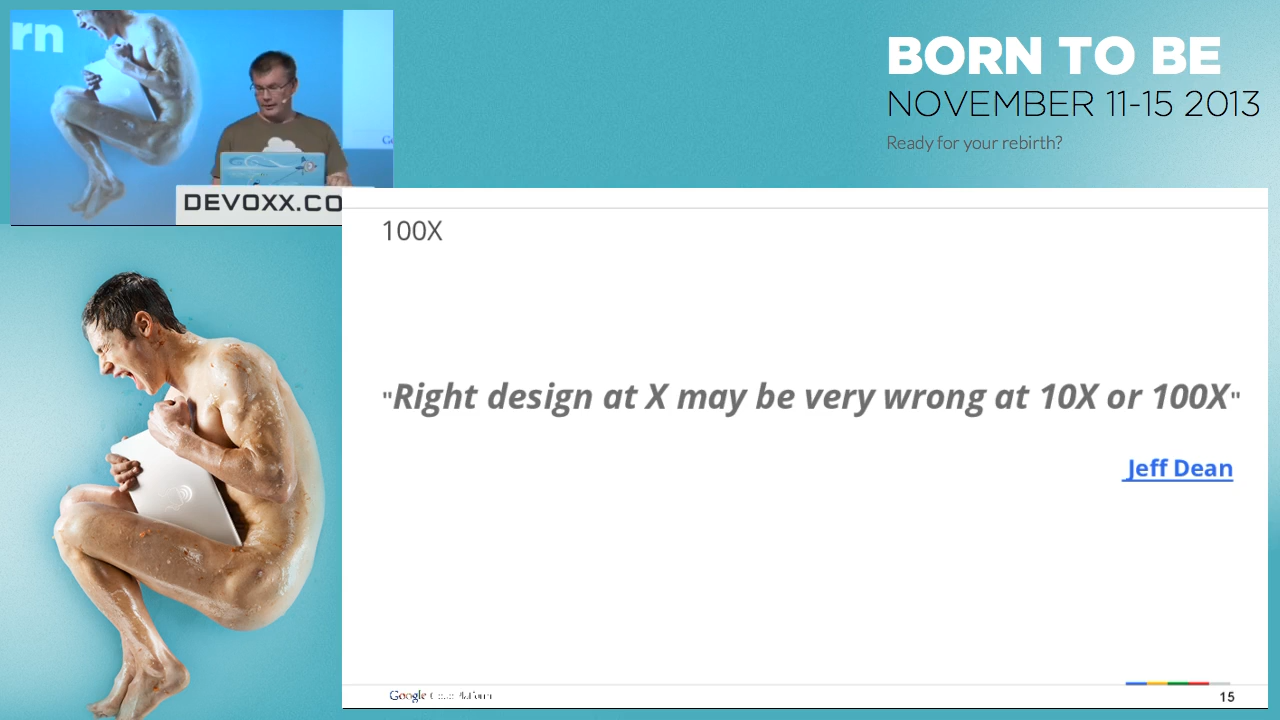 rn
BORN TO BE
NOVEMBER 11-15 2013
Ready for your rebirth?
DEVOXX.CO
100X
"Right design at X may be very wrong at 10X or 100X"
Jeff Dean
Google
15